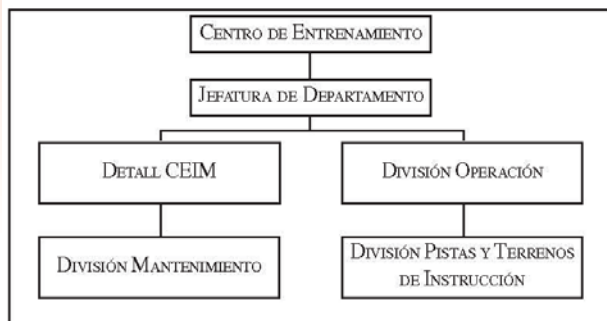 CENTRO DE ENTRENAMIENTO
JEFATURA DE DEPARTAMENTO
DETALL CEIM
DIVISIÓN OPERACIÓN
DIVISIÓN MANTENIMIENTO
DIVISIÓN PISTAS Y TERRENOS
DE INSTRUCCIÓN